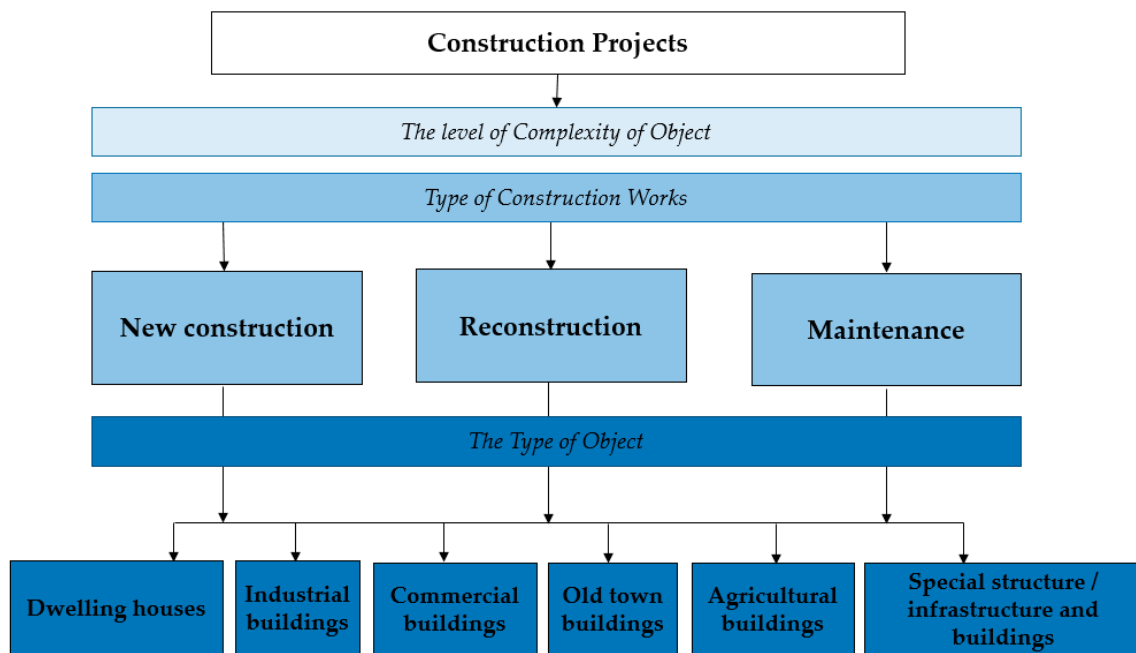 Construction Projects
The level of Complexity of Object
Type of Construction Works
New construction
Reconstruction
Maintenance
The Type of Object
Dwelling houses
Industrial
buildings
Commercial
buildings
Old town
buildings
Agricultural
buildings
Special structure /
infrastructure and
buildings